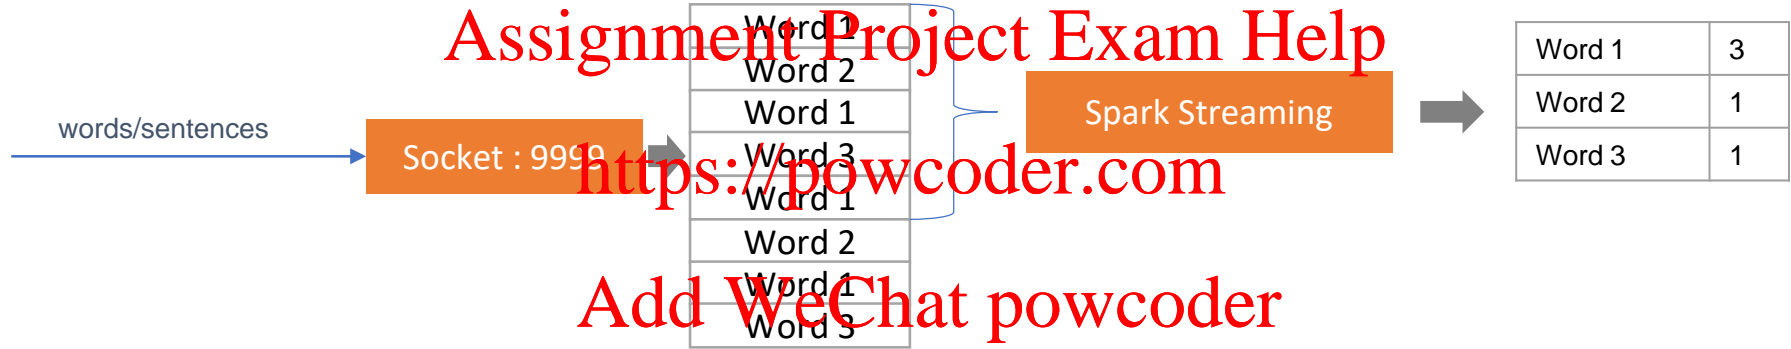 Assignment Project Exam Help
words/sentences
Socket : 9999
Word 1
Word 2
Word 1
Word 3
Word 1
Word 2
Word 1
Word 3
Spark Streaming
Word 1 3
Word 2 1
Word 3 1
https://powcoder.com
Add WeChat powcoder